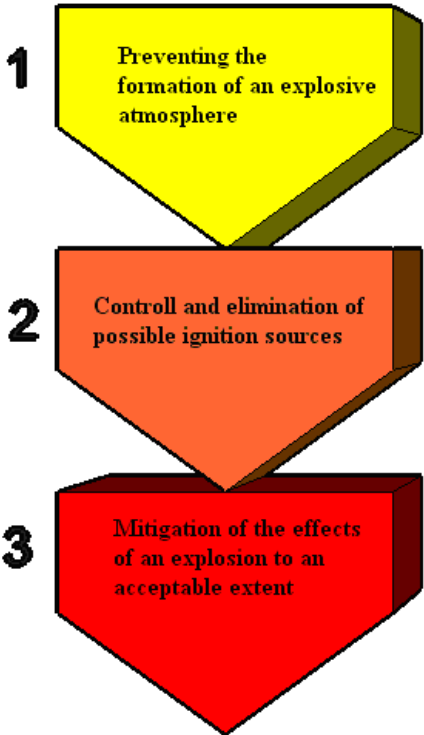 1
Preventing the
formation of an explosive
atmosphere
2
Controll and elimination of
possible ignition sources
3
Mitigation of the effects
of an explosion to an
acceptable extent